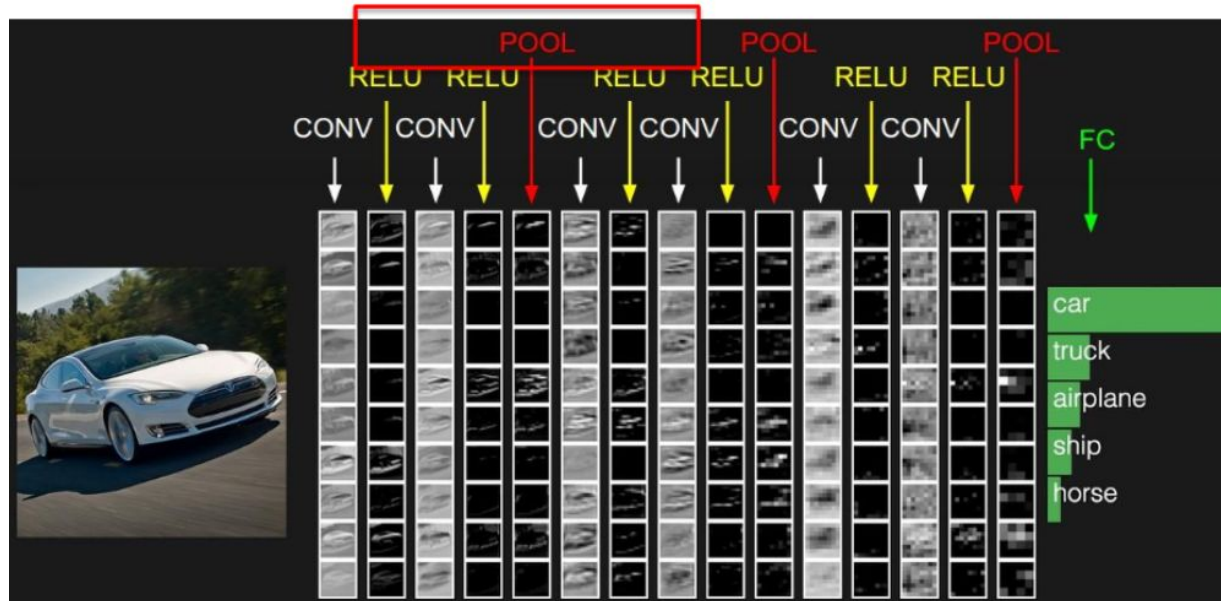 POOL POOL POOL
RELU RELU RELU RELU RELU RELU
CONV CONV CONV CONV CONV CONV
FC
car
truck
airplane
ship
horse